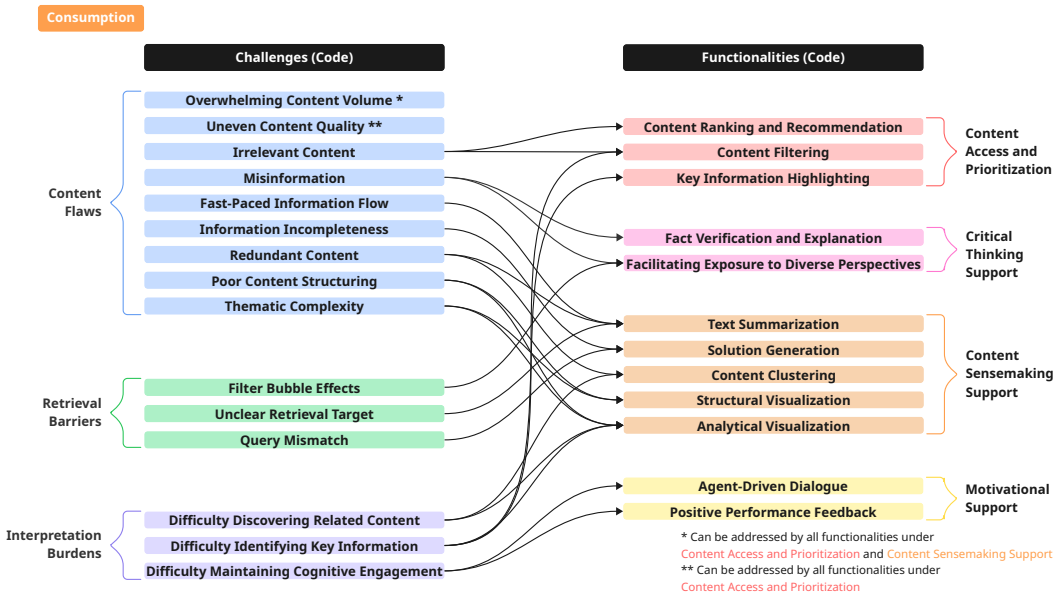 Consumption
Challenges (Code)
Functionalities (Code)
Content
Flaws
Overwhelming Content Volume *
Uneven Content Quality **
Irrelevant Content
Misinformation
Fast-Paced Information Flow
Information Incompleteness
Redundant Content
Poor Content Structuring
Thematic Complexity
Retrieval
Barriers
Filter Bubble Effects
Unclear Retrieval Target
Query Mismatch
Interpretation
Burdens
Difficulty Discovering Related Content
Difficulty Identifying Key Information
Difficulty Maintaining Cognitive Engagement
Content Ranking and Recommendation
Content Filtering
Key Information Highlighting
Content
Access and
Prioritization
Fact Verification and Explanation
Facilitating Exposure to Diverse Perspectives
Critical
Thinking
Support
Text Summarization
Solution Generation
Content Clustering
Structural Visualization
Analytical Visualization
Content
Sensemaking
Support
Agent-Driven Dialogue
Positive Performance Feedback
Motivational
Support
* Can be addressed by all functionalities under
Content Access and Prioritization and Content Sensemaking Support
** Can be addressed by all functionalities under
Content Access and Prioritization